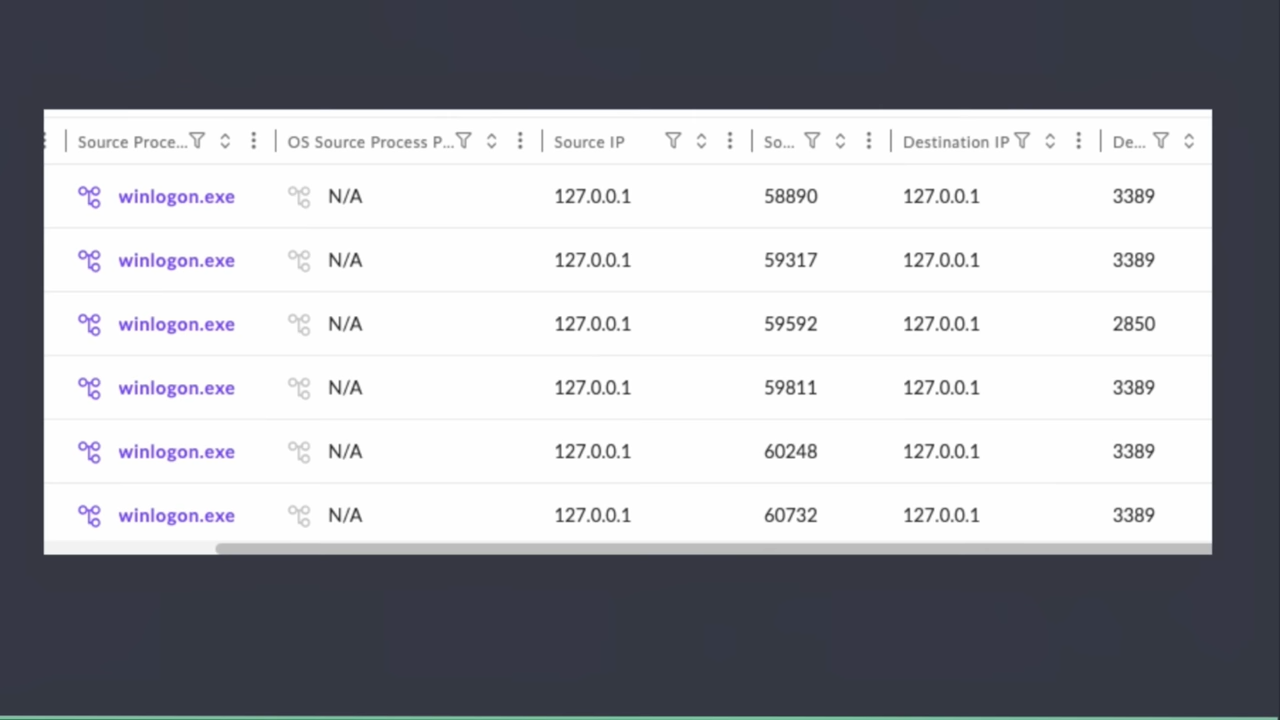 Source Proce... OS Source Process P... Source IP So... Destination IP De...
winlogon.exe N/A 127.0.0.1 58890 127.0.0.1 3389
winlogon.exe N/A 127.0.0.1 59317 127.0.0.1 3389
winlogon.exe N/A 127.0.0.1 59592 127.0.0.1 2850
winlogon.exe N/A 127.0.0.1 59811 127.0.0.1 3389
winlogon.exe N/A 127.0.0.1 60248 127.0.0.1 3389
winlogon.exe N/A 127.0.0.1 60732 127.0.0.1 3389